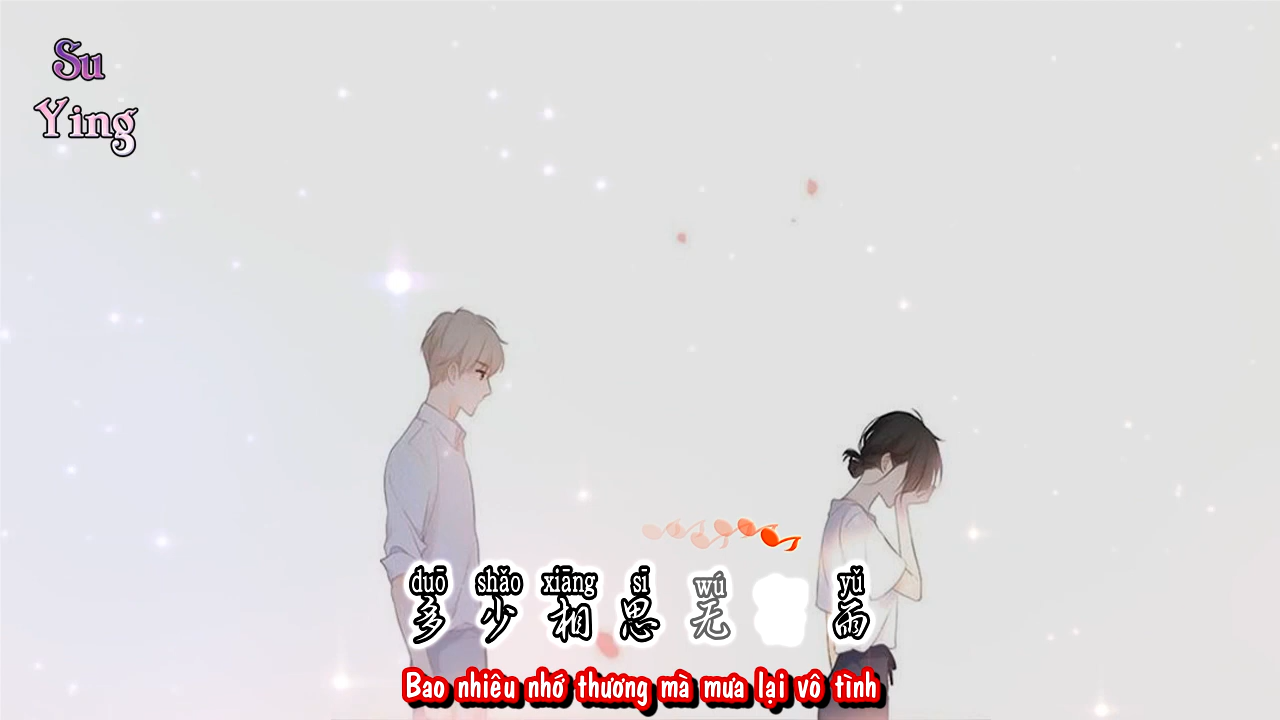 Su
Ying
duō shǎo xiāng sī wú yǔ
多少相思无雨
Bao nhiêu nhớ thương mà mưa lại vô tình